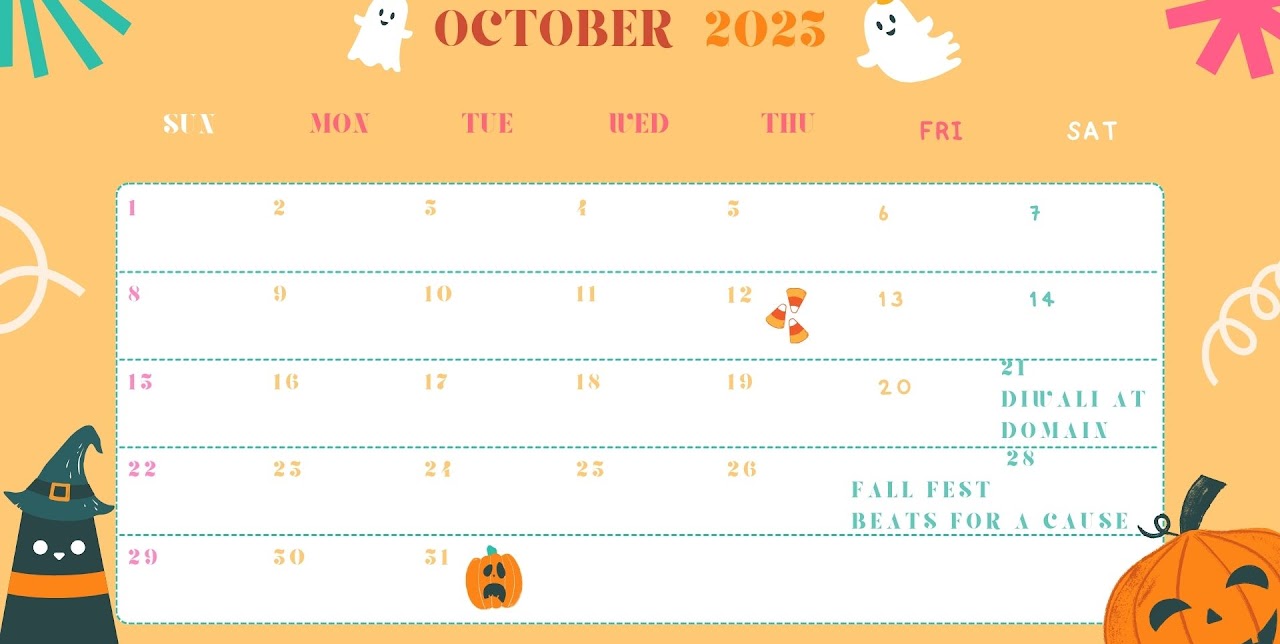 OCTOBER 2023
SUN MON TUE WED THU FRI SAT
1 2 3 4 5 6 7
8 9 10 11 12 13 14
15 16 17 18 19 20 21
DIWALI AT
DOMAIN
22 23 24 25 26 28
FALL FEST
BEATS FOR A CAUSE
29 30 31